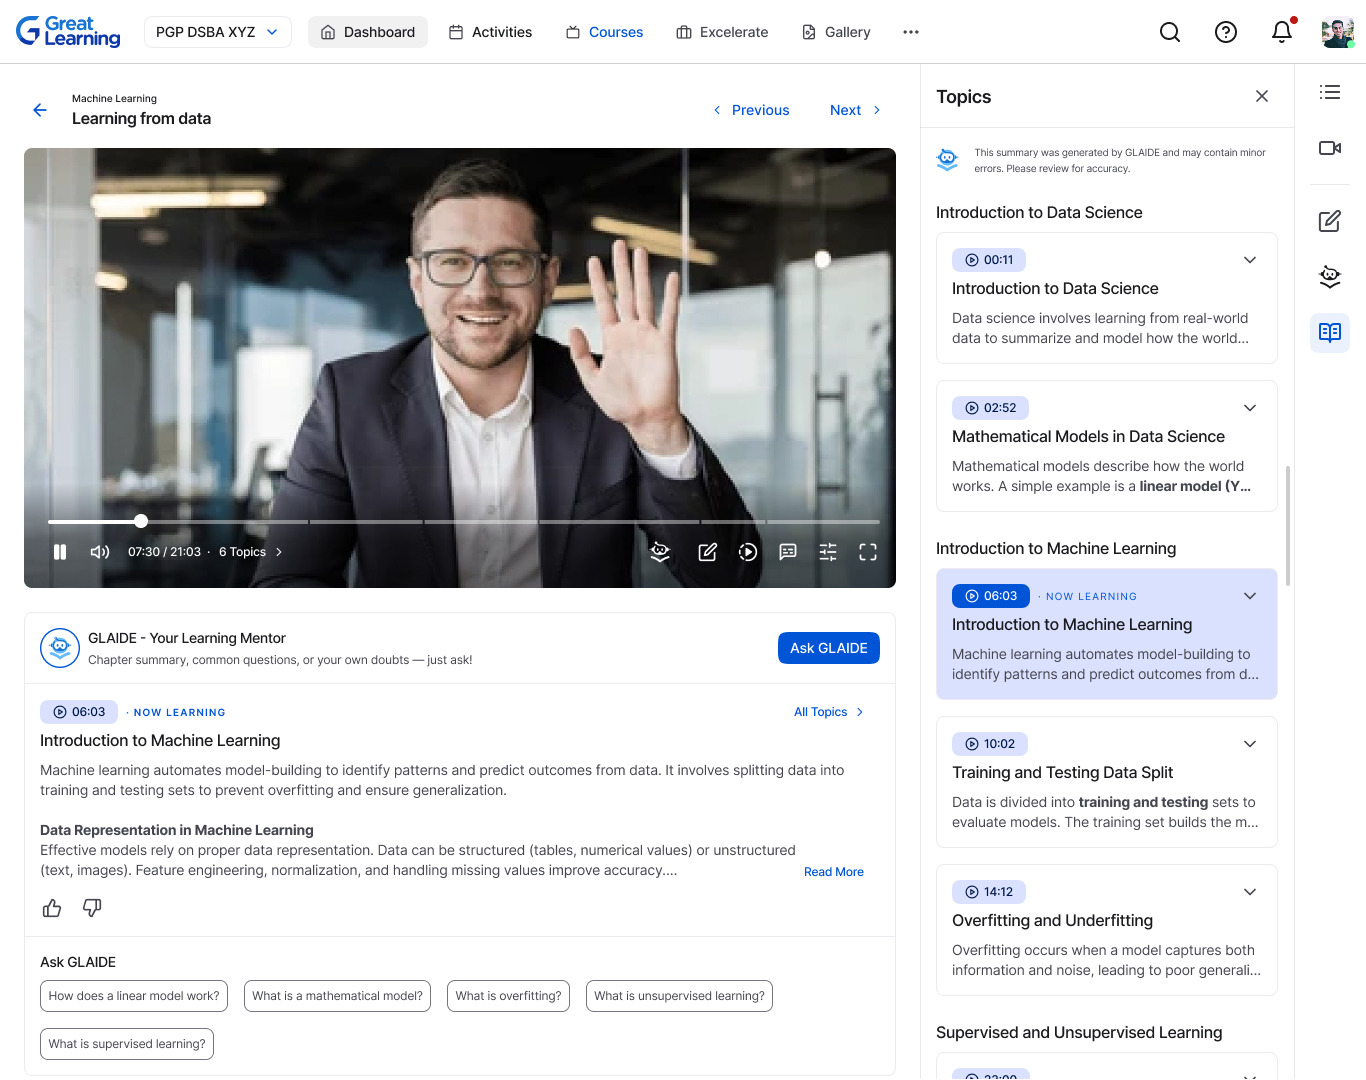 Great
Learning
PGP DSBA XYZ
Dashboard
Activities
Courses
Excelerate
Gallery
Machine Learning
Learning from data
Previous
Next
07:30 / 21:03 · 6 Topics
GLAIDE - Your Learning Mentor
Chapter summary, common questions, or your own doubts — just ask!
Ask GLAIDE
06:03 · NOW LEARNING
All Topics
Introduction to Machine Learning
Machine learning automates model-building to identify patterns and predict outcomes from data. It involves splitting data into
training and testing sets to prevent overfitting and ensure generalization.
Data Representation in Machine Learning
Effective models rely on proper data representation. Data can be structured (tables, numerical values) or unstructured
(text, images). Feature engineering, normalization, and handling missing values improve accuracy....
Read More
Ask GLAIDE
How does a linear model work?
What is a mathematical model?
What is overfitting?
What is unsupervised learning?
What is supervised learning?
Topics
This summary was generated by GLAIDE and may contain minor
errors. Please review for accuracy.
Introduction to Data Science
00:11
Introduction to Data Science
Data science involves learning from real-world
data to summarize and model how the world...
02:52
Mathematical Models in Data Science
Mathematical models describe how the world
works. A simple example is a linear model (Y...
Introduction to Machine Learning
06:03 · NOW LEARNING
Introduction to Machine Learning
Machine learning automates model-building to
identify patterns and predict outcomes from d...
10:02
Training and Testing Data Split
Data is divided into training and testing sets to
evaluate models. The training set builds the m...
14:12
Overfitting and Underfitting
Overfitting occurs when a model captures both
information and noise, leading to poor generali...
Supervised and Unsupervised Learning